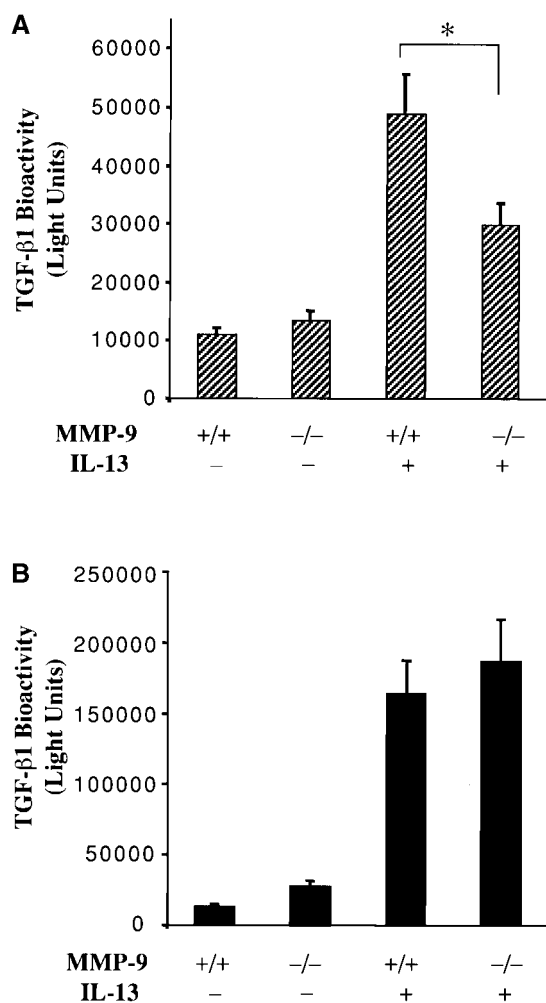 A
*
60000
50000
40000
30000
20000
10000
0
TGF-β1 Bioactivity
(Light Units)
MMP-9 +/+ −/− +/+ −/−
IL-13 − − + +
B
250000
200000
150000
100000
50000
0
TGF-β1 Bioactivity
(Light Units)
MMP-9 +/+ −/− +/+ −/−
IL-13 − − + +